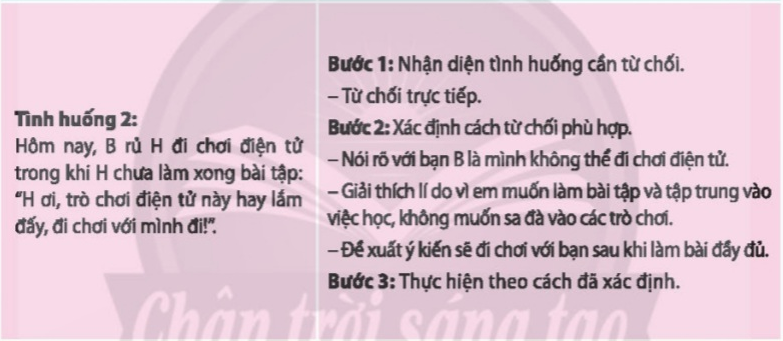 Tình huống 2:
Hôm nay, B rủ H đi chơi điện tử
trong khi H chưa làm xong bài tập:
“H ơi, trò chơi điện tử này hay lắm
đấy, đi chơi với mình đi!”.
Bước 1: Nhận diện tình huống cần từ chối.
– Từ chối trực tiếp.
Bước 2: Xác định cách từ chối phù hợp.
– Nói rõ với bạn B là mình không thể đi chơi điện tử.
– Giải thích lí do vì em muốn làm bài tập và tập trung vào
việc học, không muốn sa đà vào các trò chơi.
– Đề xuất ý kiến sẽ đi chơi với bạn sau khi làm bài đầy đủ.
Bước 3: Thực hiện theo cách đã xác định.
Chân trời sáng tạo